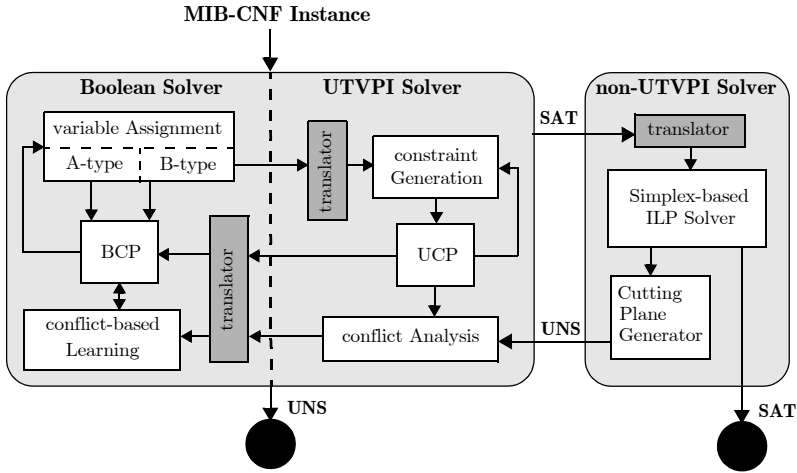 MIB-CNF Instance
Boolean Solver
UTVPI Solver
non-UTVPI Solver
variable Assignment
A-type
B-type
translator
constraint
Generation
SAT
translator
Simplex-based
ILP Solver
BCP
translator
UCP
Cutting
Plane
Generator
conflict-based
Learning
conflict Analysis
UNS
UNS
SAT